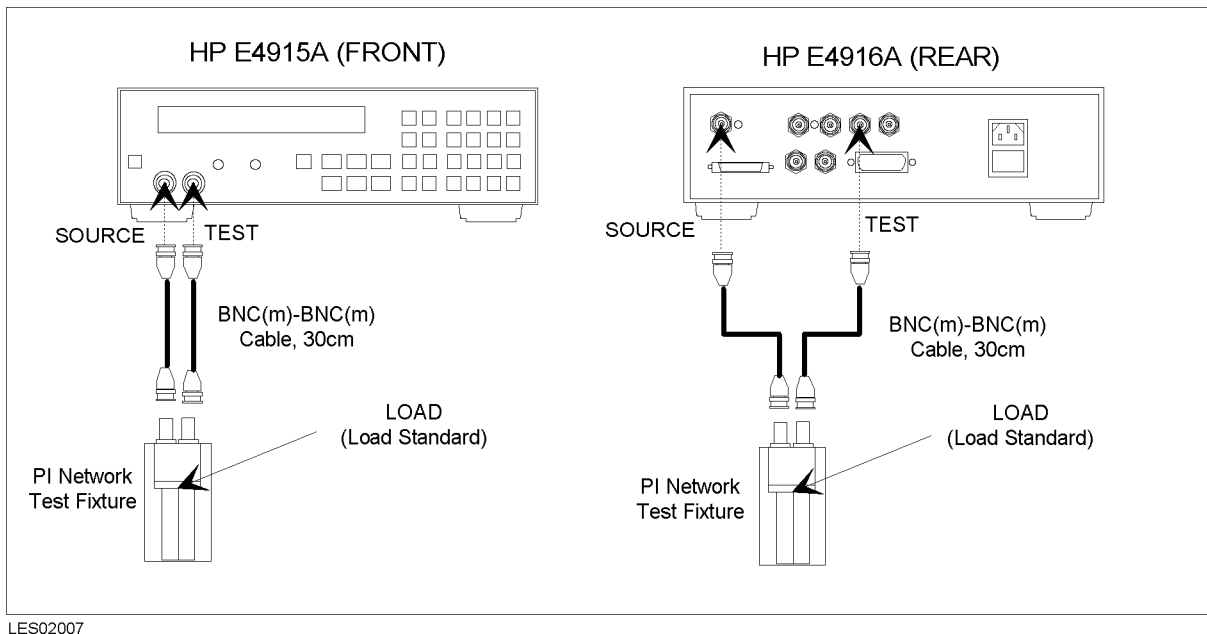 HP E4915A (FRONT)
SOURCE
TEST
BNC(m)-BNC(m)
Cable, 30cm
LOAD
(Load Standard)
PI Network
Test Fixture
HP E4916A (REAR)
SOURCE
TEST
BNC(m)-BNC(m)
Cable, 30cm
LOAD
(Load Standard)
PI Network
Test Fixture
LES02007